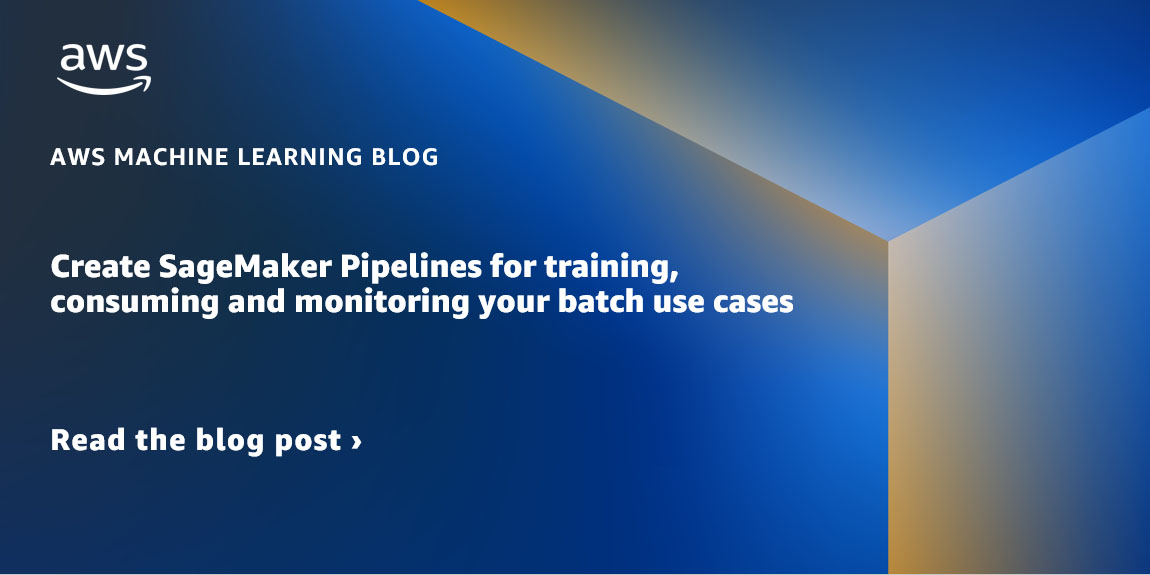 aws
AWS MACHINE LEARNING BLOG
Create SageMaker Pipelines for training,
consuming and monitoring your batch use cases
Read the blog post ›